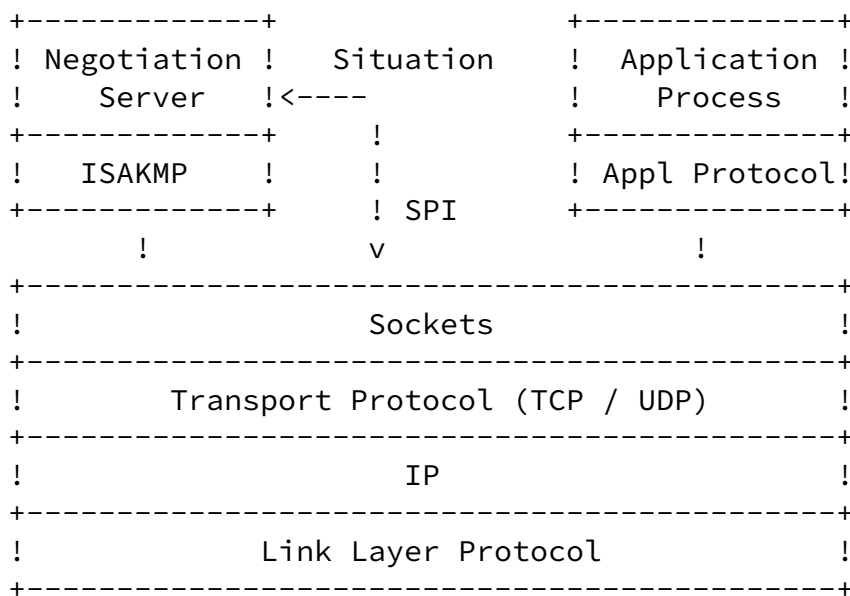 +-------------+                +--------------+
! Negotiation !   Situation    !  Application !
!    Server   !<----           !    Process   !
+-------------+     !          +--------------+
!   ISAKMP    !     !          ! Appl Protocol!
+-------------+     ! SPI      +--------------+
       !            v                 !
+---------------------------------------------+
!                   Sockets                   !
+---------------------------------------------+
!        Transport Protocol (TCP / UDP)       !
+---------------------------------------------+
!                     IP                      !
+---------------------------------------------+
!             Link Layer Protocol             !
+---------------------------------------------+